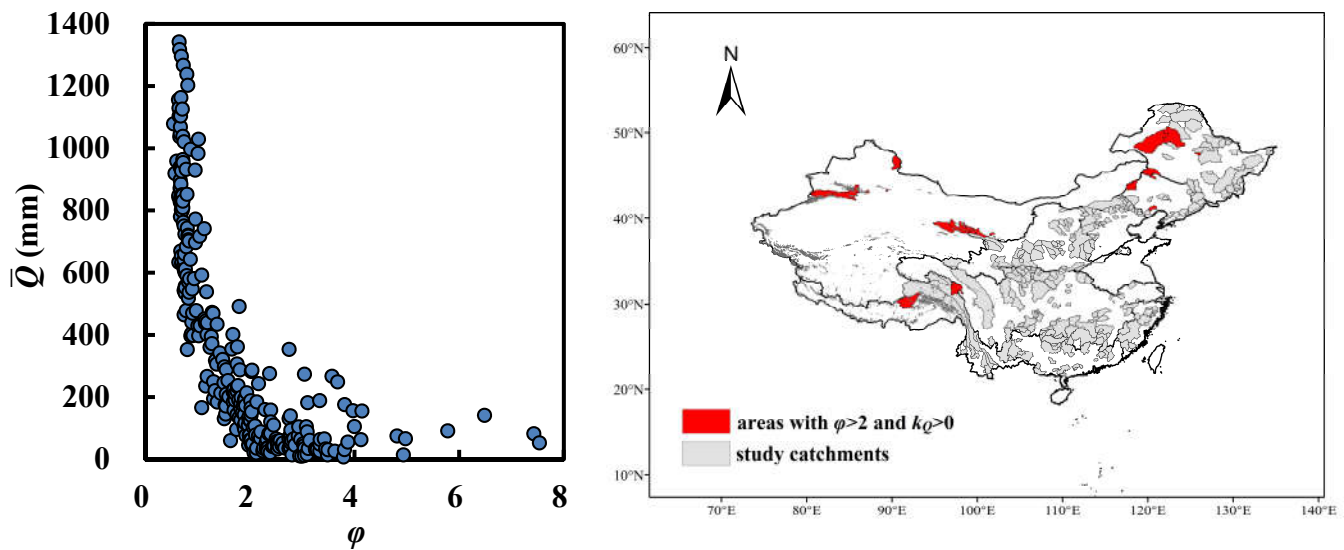 1400
1200
1000
800
600
400
200
0
Q̅ (mm)
0 2 4 6 8
φ
N
60°N
50°N
40°N
30°N
20°N
10°N
areas with φ>2 and k_Q>0
study catchments
70°E 80°E 90°E 100°E 110°E 120°E 130°E 140°E